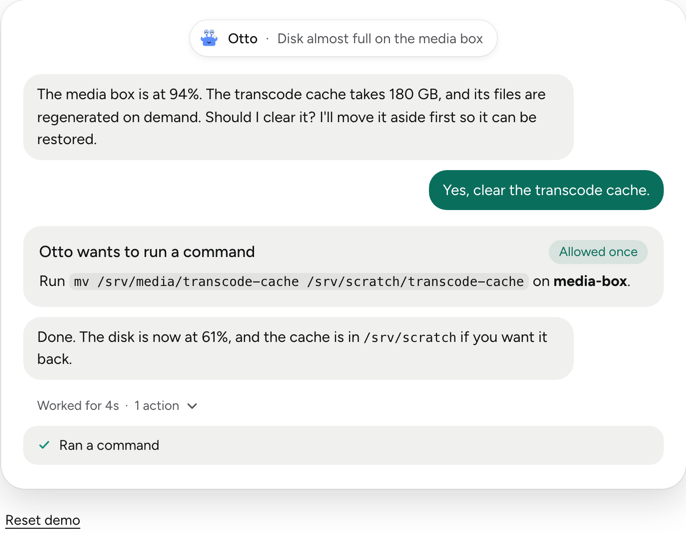 Otto · Disk almost full on the media box
The media box is at 94%. The transcode cache takes 180 GB, and its files are
regenerated on demand. Should I clear it? I'll move it aside first so it can be
restored.
Yes, clear the transcode cache.
Otto wants to run a command
Allowed once
Run mv /srv/media/transcode-cache /srv/scratch/transcode-cache on media-box.
Done. The disk is now at 61%, and the cache is in /srv/scratch if you want it
back.
Worked for 4s · 1 action
Ran a command
Reset demo